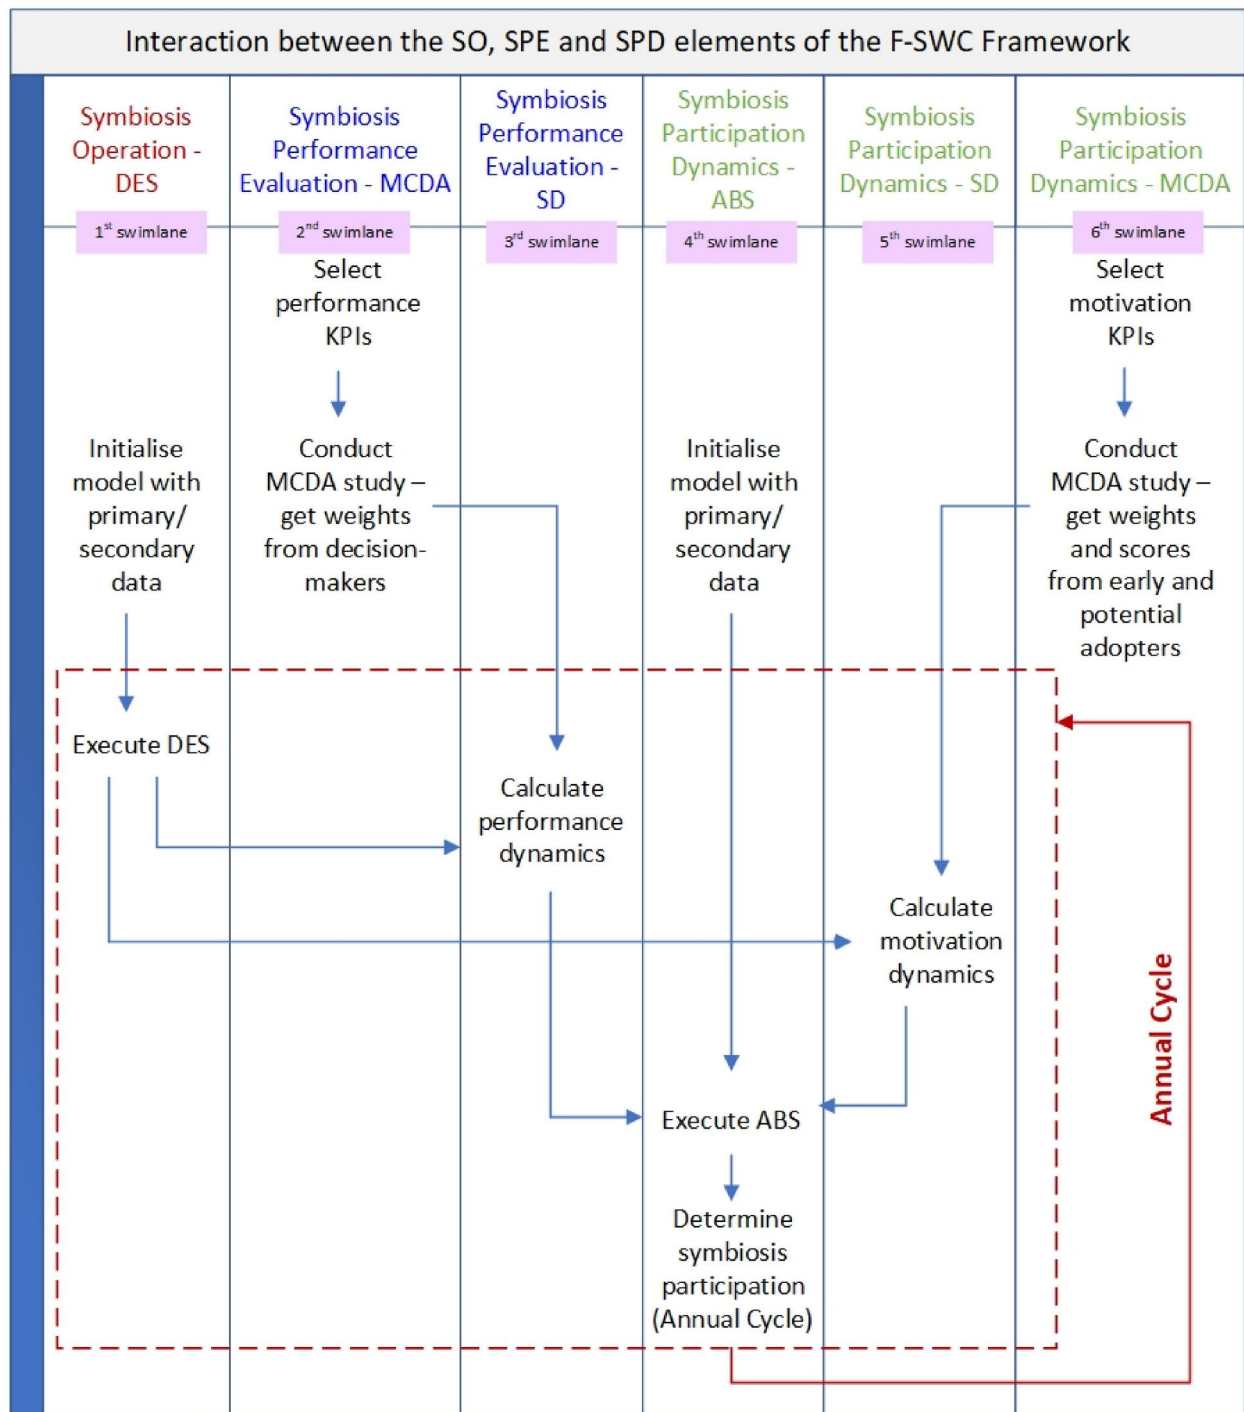 Interaction between the SO, SPE and SPD elements of the F-SWC Framework
Symbiosis
Operation -
DES
Symbiosis
Performance
Evaluation - MCDA
Symbiosis
Performance
Evaluation -
SD
Symbiosis
Participation
Dynamics -
ABS
Symbiosis
Participation
Dynamics - SD
Symbiosis
Participation
Dynamics - MCDA
1st swimlane
2nd swimlane
3rd swimlane
4th swimlane
5th swimlane
6th swimlane
Select
performance
KPIs
Select
motivation
KPIs
Initialise
model with
primary/
secondary
data
Conduct
MCDA study –
get weights
from decision-
makers
Initialise
model with
primary/
secondary
data
Conduct
MCDA study –
get weights
and scores
from early and
potential
adopters
Execute DES
Calculate
performance
dynamics
Calculate
motivation
dynamics
Annual Cycle
Execute ABS
Determine
symbiosis
participation
(Annual Cycle)